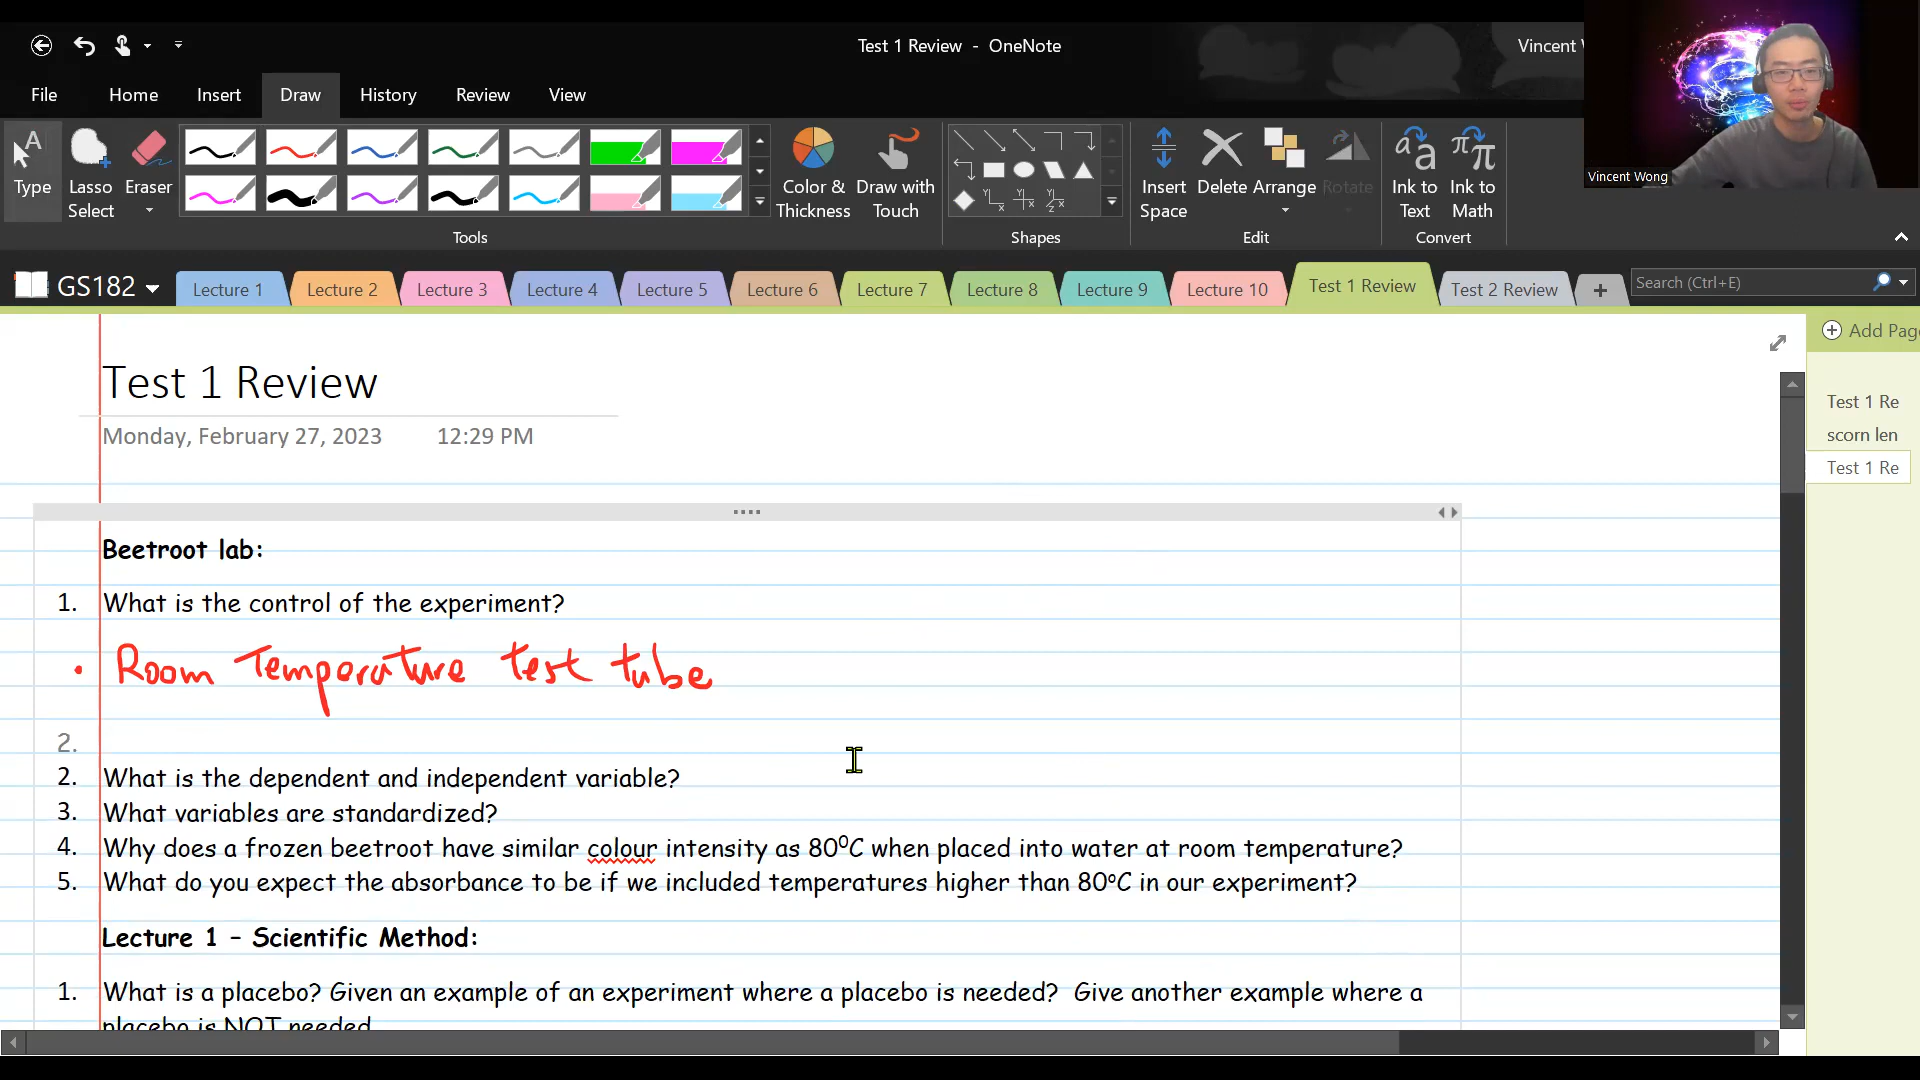 Test 1 Review - OneNote
Vincent W
File Home Insert Draw History Review View
Type
Lasso Select
Eraser
Color & Thickness
Draw with Touch
Insert Space
Delete
Arrange
Rotate
Ink to Text
Ink to Math
Tools
Shapes
Edit
Convert
Vincent Wong
GS182
Lecture 1 Lecture 2 Lecture 3 Lecture 4 Lecture 5 Lecture 6 Lecture 7 Lecture 8 Lecture 9 Lecture 10 Test 1 Review Test 2 Review
Search (Ctrl+E)
Add Pag
Test 1 Re
scorn len
Test 1 Re
Test 1 Review
Monday, February 27, 2023 12:29 PM
Beetroot lab:
1. What is the control of the experiment?
• Room Temperature test tube
2.
2. What is the dependent and independent variable?
3. What variables are standardized?
4. Why does a frozen beetroot have similar colour intensity as 80⁰C when placed into water at room temperature?
5. What do you expect the absorbance to be if we included temperatures higher than 80ᵒC in our experiment?
Lecture 1 – Scientific Method:
1. What is a placebo? Given an example of an experiment where a placebo is needed? Give another example where a
placebo is NOT needed